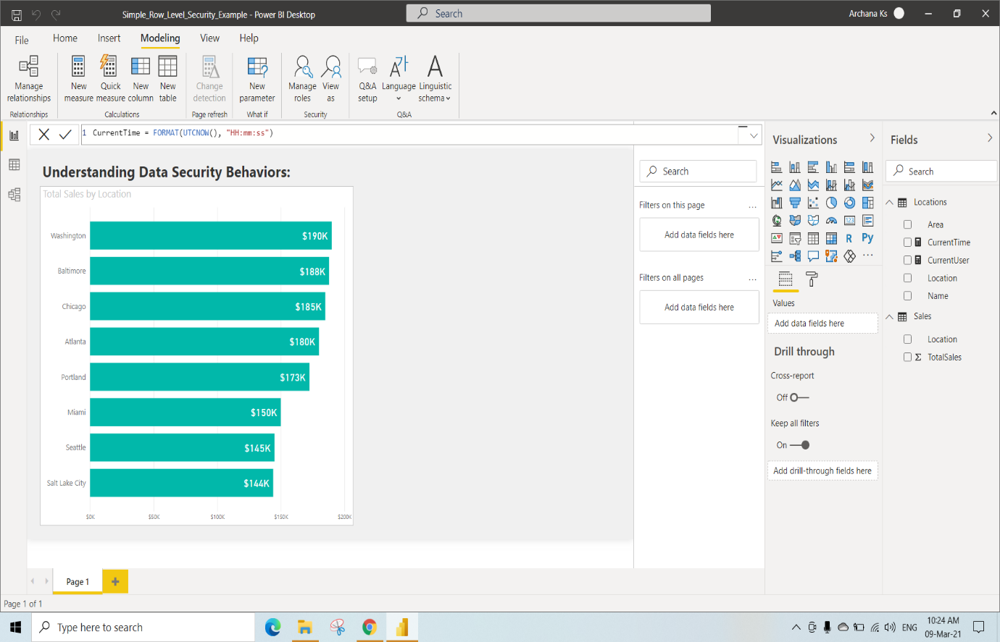 Simple_Row_Level_Security_Example - Power BI Desktop
Search
Archana Ks
File
Home
Insert
Modeling
View
Help
Manage
relationships
New
measure
Quick
measure
New
column
New
table
Change
detection
New
parameter
Manage
roles
View
as
Q&A
setup
Language
Linguistic
schema
Relationships
Calculations
Page refresh
What if
Security
Q&A
1 CurrentTime = FORMAT(UTCNOW(), "HH:mm:ss")
Understanding Data Security Behaviors:
Total Sales by Location
Washington $190K
Baltimore $188K
Chicago $185K
Atlanta $180K
Portland $173K
Miami $150K
Seattle $145K
Salt Lake City $144K
$0K $50K $100K $150K $200K
Search
Filters on this page ...
Add data fields here
Filters on all pages ...
Add data fields here
Visualizations
123
R
Py
...
Values
Add data fields here
Drill through
Cross-report
Off
Keep all filters
On
Add drill-through fields here
Fields
Search
Locations
Area
CurrentTime
CurrentUser
Location
Name
Sales
Location
Σ TotalSales
Page 1
+
Page 1 of 1
Type here to search
ENG
10:24 AM
09-Mar-21